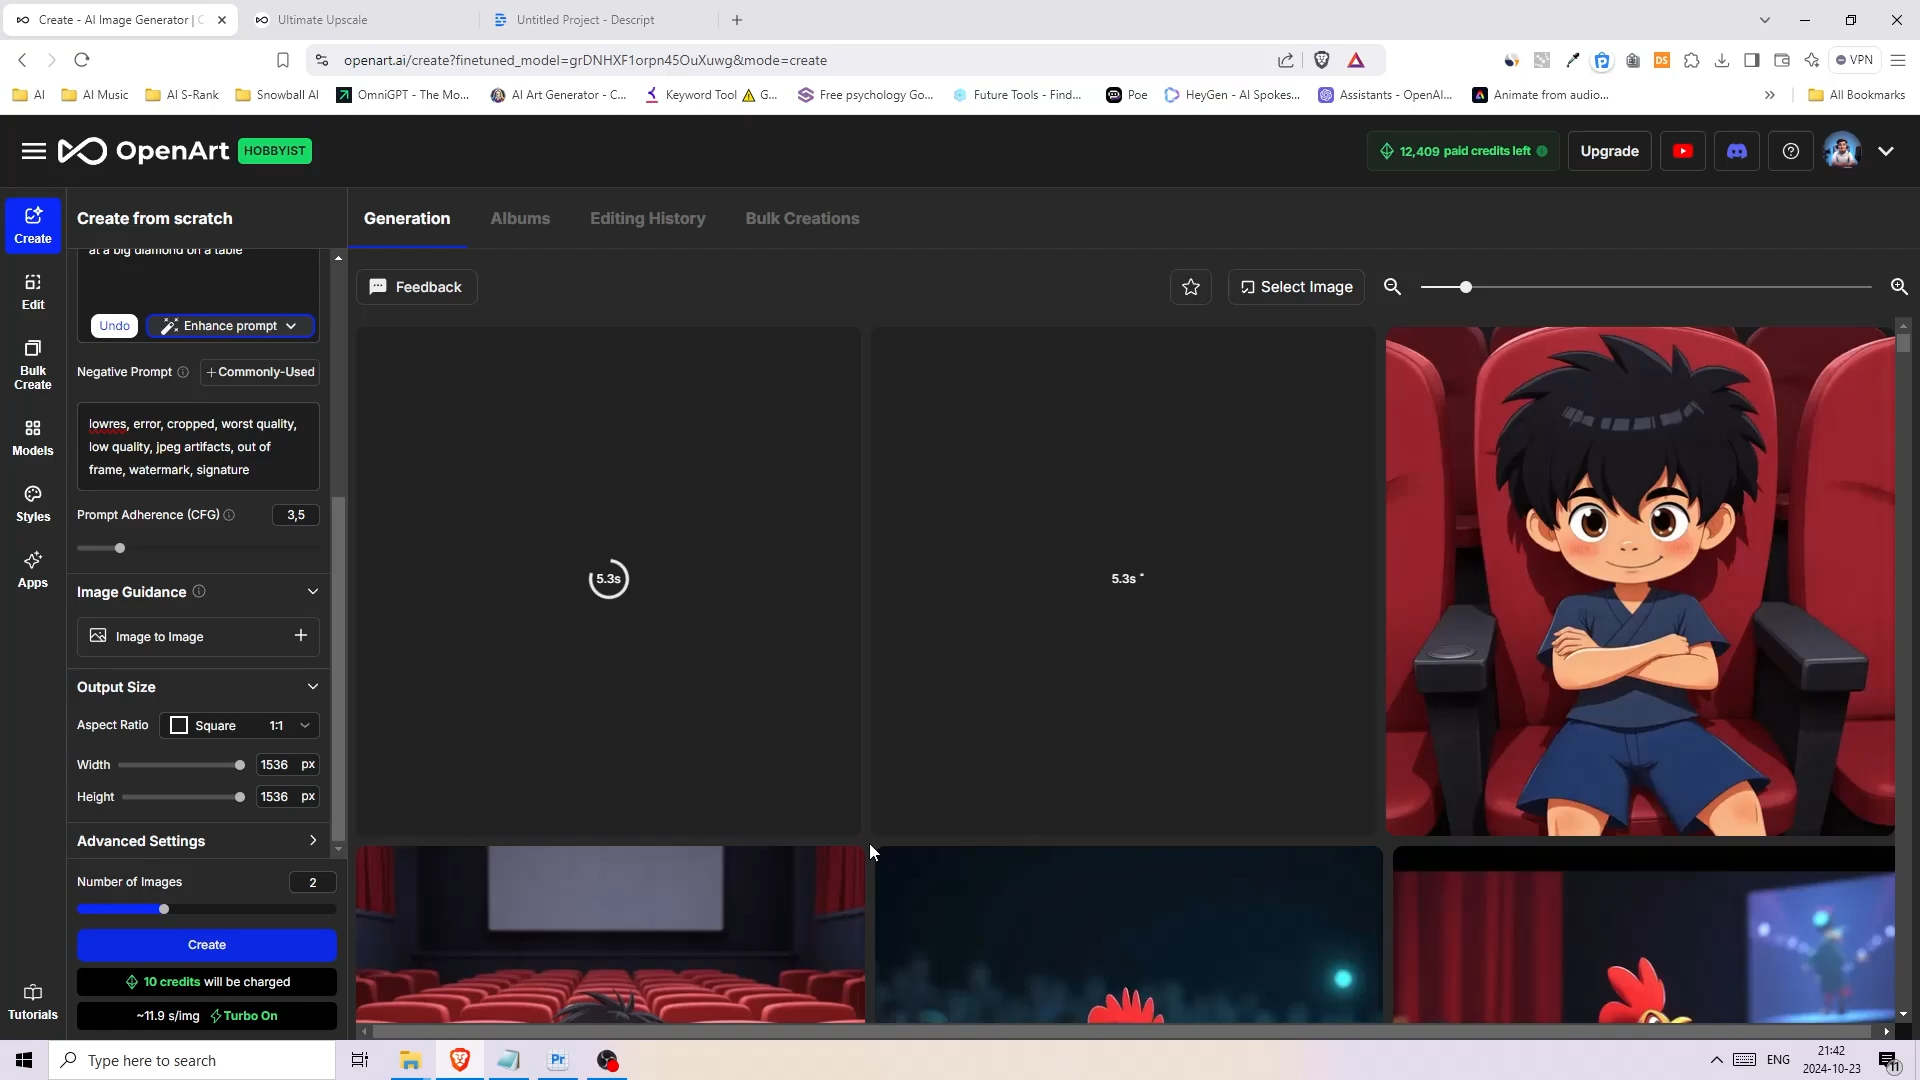 Create - AI Image Generator | C
Ultimate Upscale
Untitled Project - Descript
openart.ai/create?finetuned_model=grDNHXF1orpn45OuXuwg&mode=create
VPN
AI
AI Music
AI S-Rank
Snowball AI
OmniGPT - The Mo...
AI Art Generator - C...
Keyword Tool ⚠ G...
Free psychology Go...
Future Tools - Find...
Poe
HeyGen - AI Spokes...
Assistants - OpenAI...
Animate from audio...
All Bookmarks
OpenArt HOBBYIST
12,409 paid credits left
Upgrade
Create
Edit
Bulk
Create
Models
Styles
Apps
Tutorials
Create from scratch
at a big diamond on a table
Undo
Enhance prompt
Negative Prompt
+ Commonly-Used
lowres, error, cropped, worst quality,
low quality, jpeg artifacts, out of
frame, watermark, signature
Prompt Adherence (CFG) 3,5
Image Guidance
Image to Image
Output Size
Aspect Ratio Square 1:1
Width 1536 px
Height 1536 px
Advanced Settings
Number of Images 2
Create
10 credits will be charged
~11.9 s/img Turbo On
Generation
Albums
Editing History
Bulk Creations
Feedback
Select Image
5.3s
5.3s
Type here to search
DS
Pr
ENG
21:42
2024-10-23
11